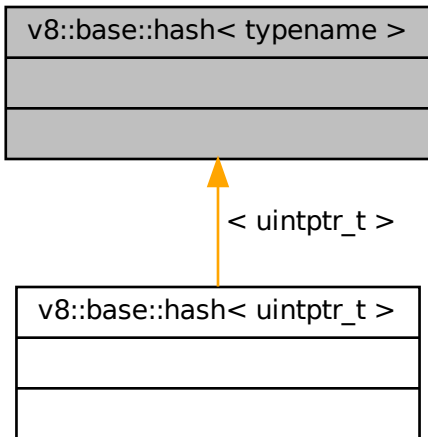 v8::base::hash< typename >
< uintptr_t >
v8::base::hash< uintptr_t >